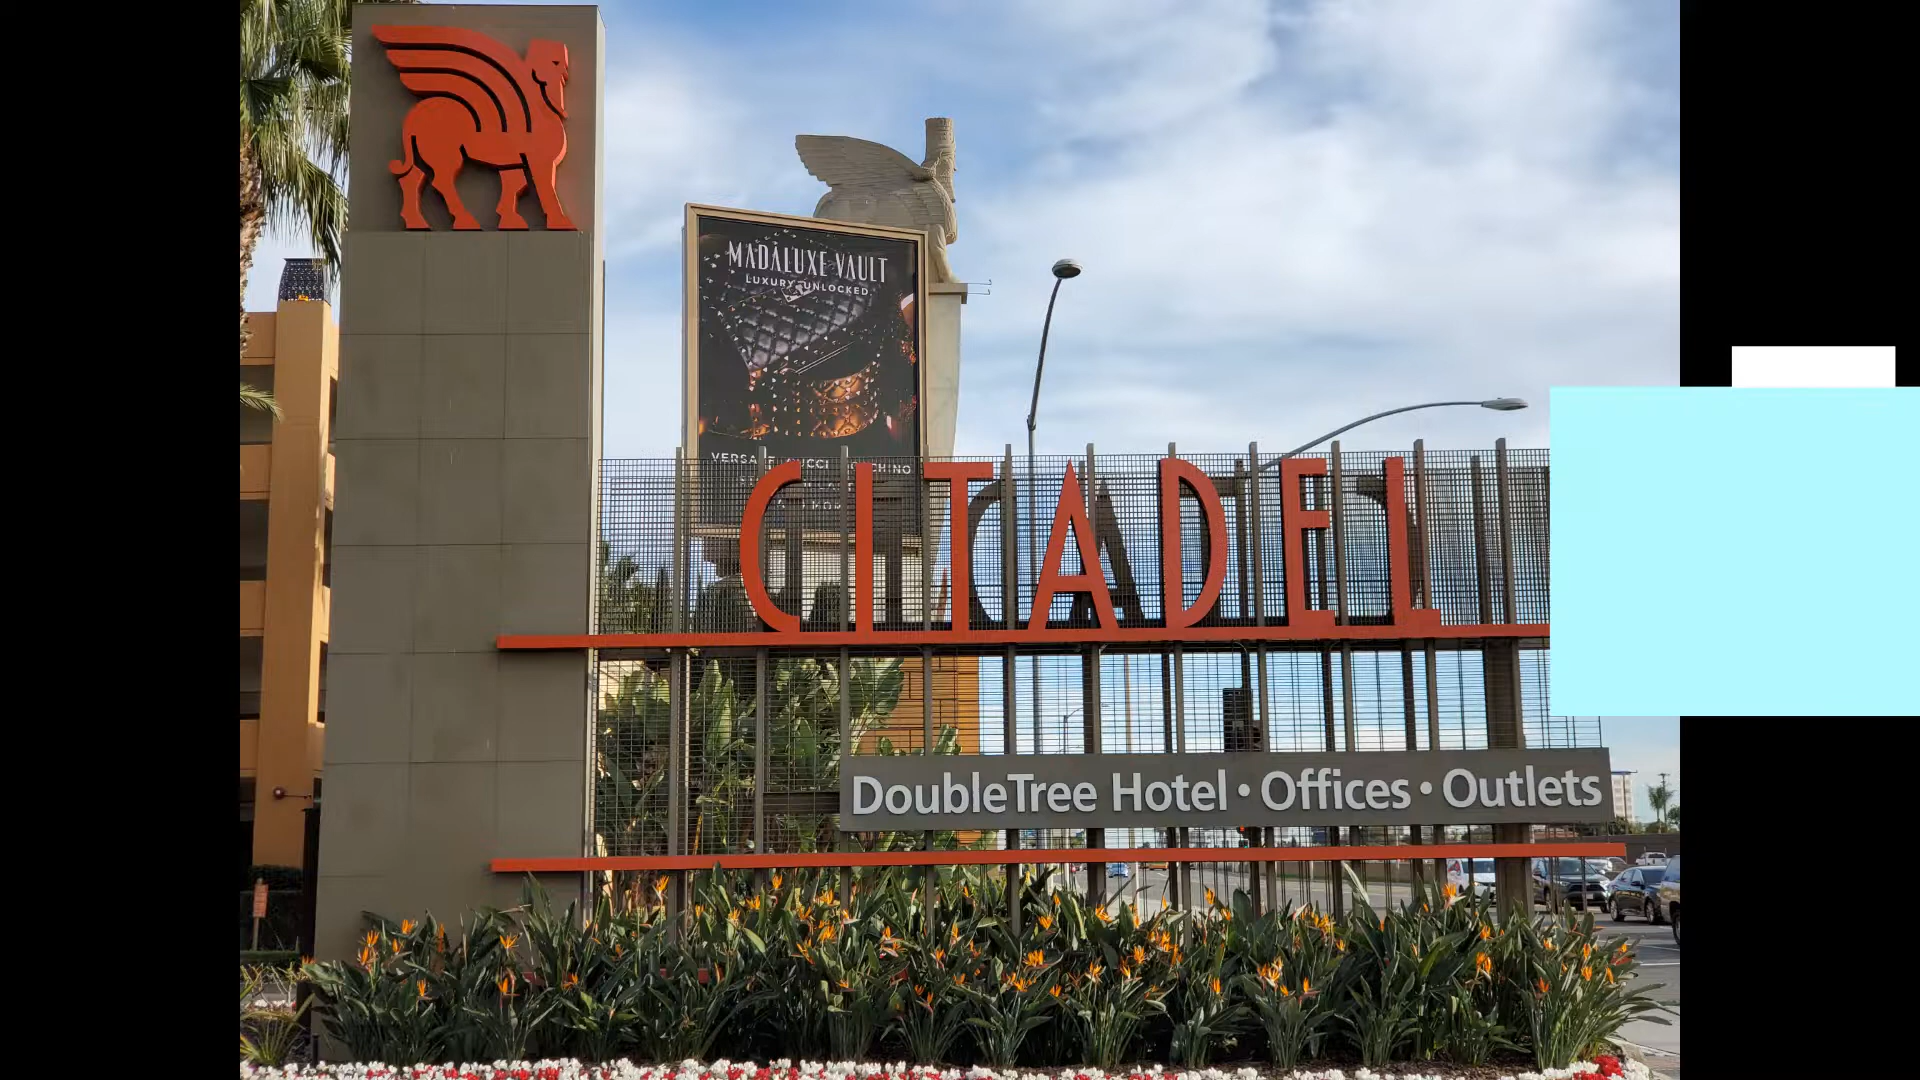 MADALUXE VAULT
LUXURY, UNLOCKED
CITADEL
DoubleTree Hotel • Offices • Outlets